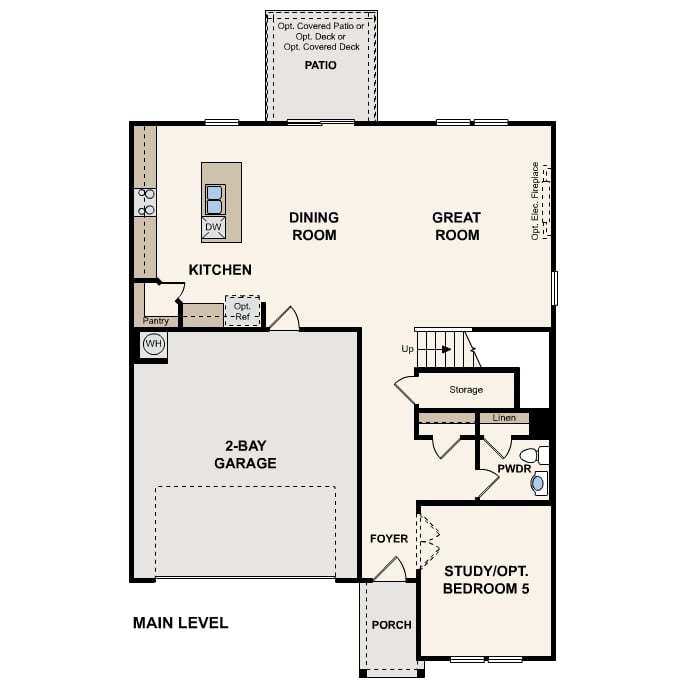 Opt. Covered Patio or
Opt. Deck or
Opt. Covered Deck
PATIO
Opt. Elec. Fireplace
DINING
ROOM
GREAT
ROOM
DW
KITCHEN
Opt.
Ref
Pantry
WH
Up
Storage
Linen
2-BAY
GARAGE
PWDR
FOYER
STUDY/OPT.
BEDROOM 5
PORCH
MAIN LEVEL